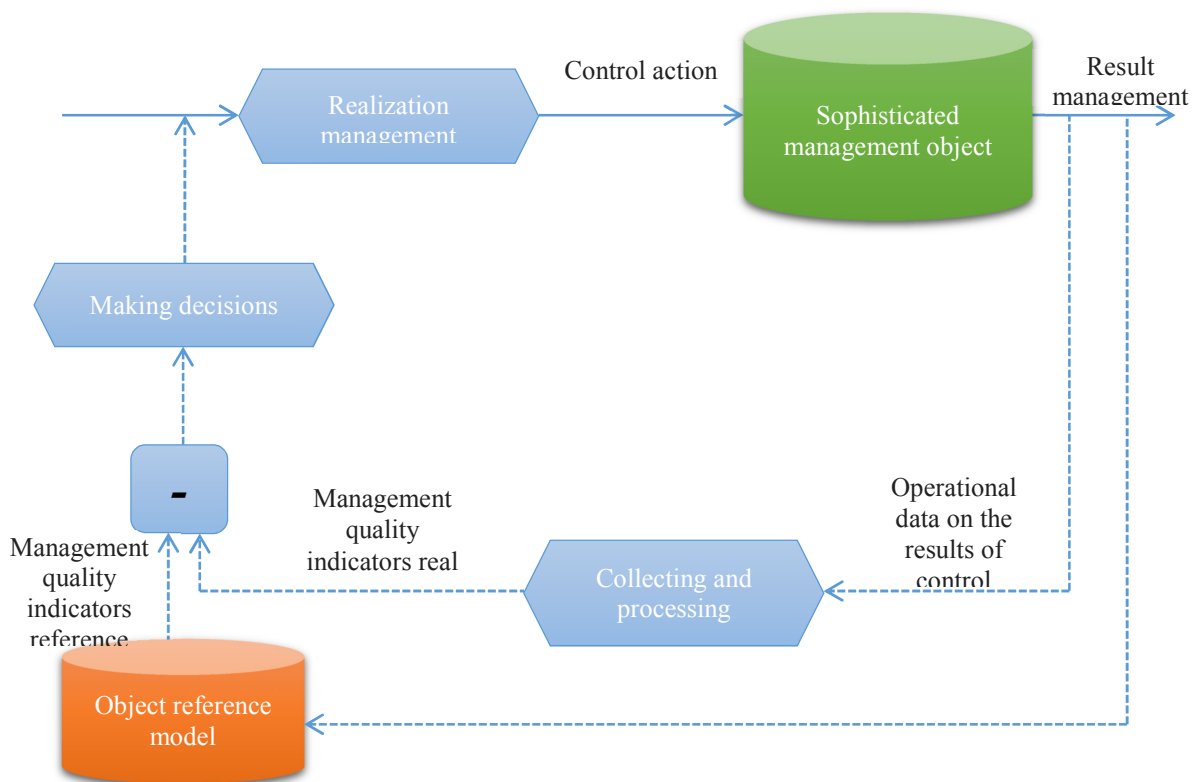 Control action
Result
management
Realization
management
Sophisticated
management object
Making decisions
-
Management
quality
indicators real
Operational
data on the
results of
control
Management
quality
indicators
reference
Collecting and
processing
Object reference
model